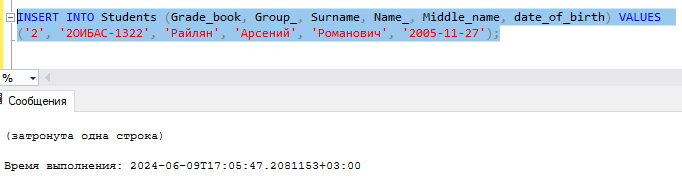 INSERT INTO Students (Grade_book, Group_, Surname, Name_, Middle_name, date_of_birth) VALUES
('2', '2ОИБАС-1322', 'Райлян', 'Арсений', 'Романович', '2005-11-27');
%
Сообщения
(затронута одна строка)
Время выполнения: 2024-06-09T17:05:47.2081153+03:00